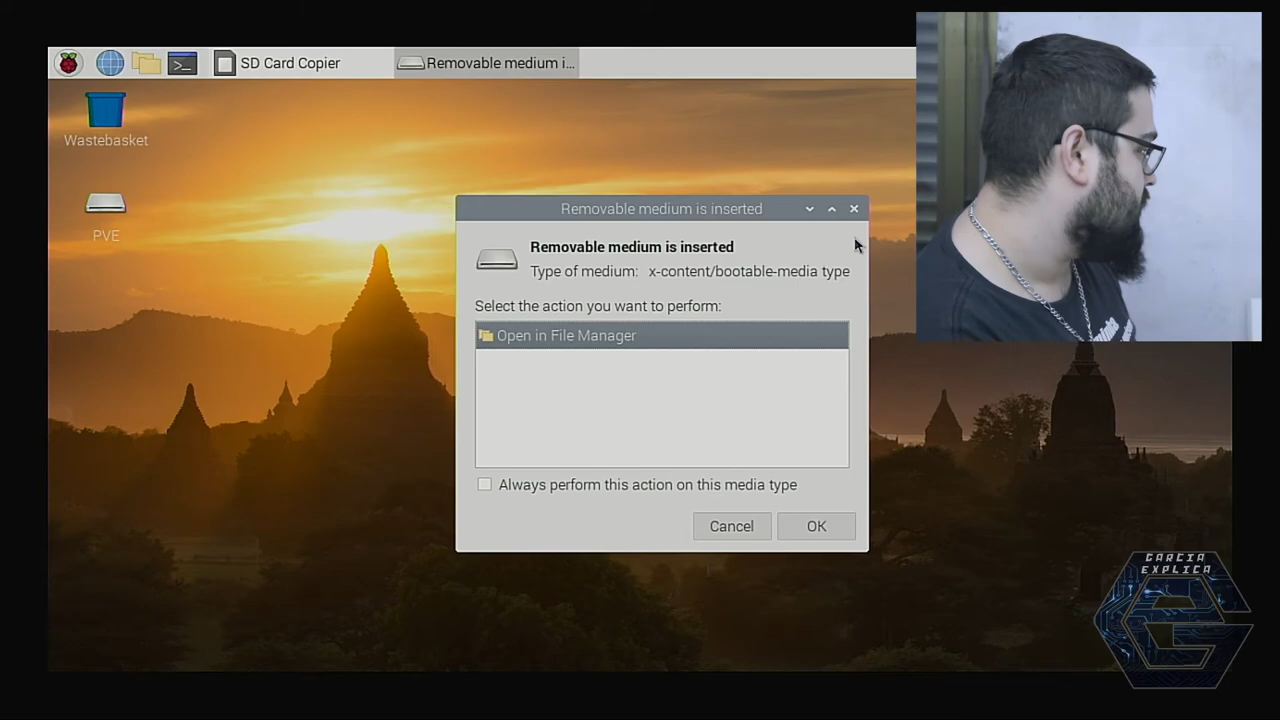 SD Card Copier
Removable medium i...
Wastebasket
PVE
Removable medium is inserted
Removable medium is inserted
Type of medium: x-content/bootable-media type
Select the action you want to perform:
Open in File Manager
Always perform this action on this media type
Cancel
OK
GARCIA
EXPLICA